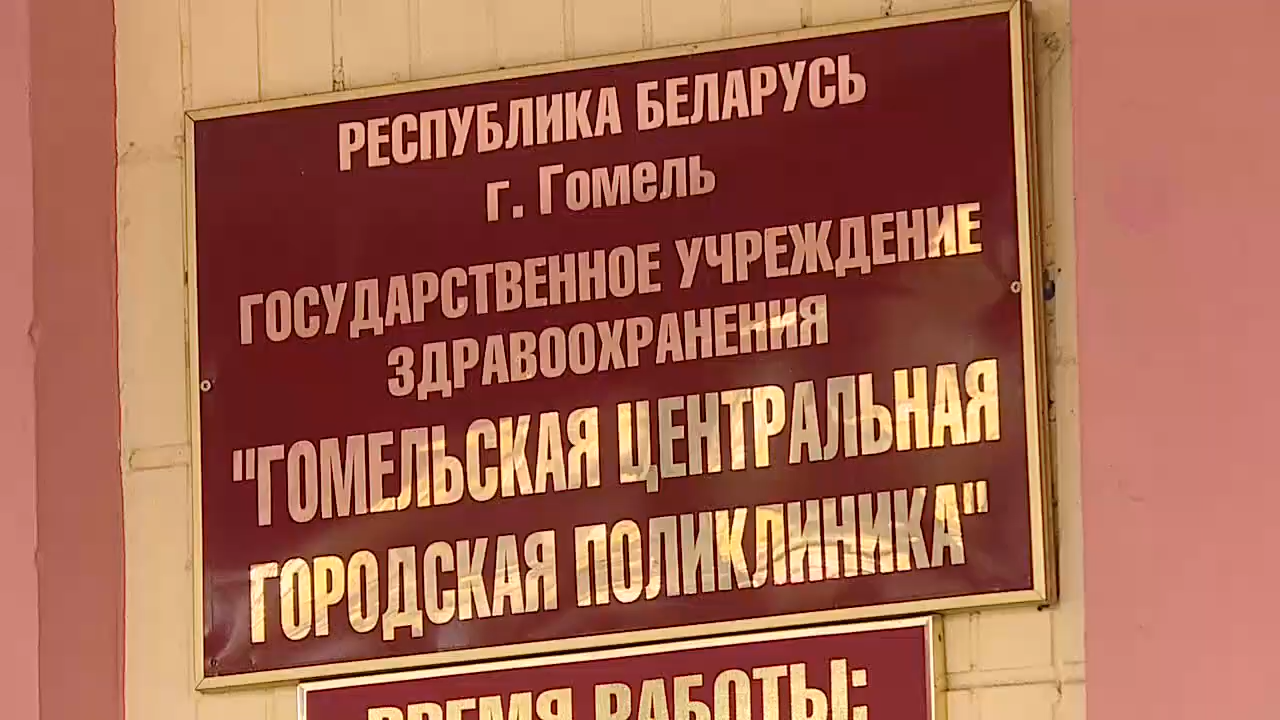 РЕСПУБЛИКА БЕЛАРУСЬ
г. Гомель
ГОСУДАРСТВЕННОЕ УЧРЕЖДЕНИЕ
ЗДРАВООХРАНЕНИЯ
"ГОМЕЛЬСКАЯ ЦЕНТРАЛЬНАЯ
ГОРОДСКАЯ ПОЛИКЛИНИКА"
ВРЕМЯ РАБОТЫ: